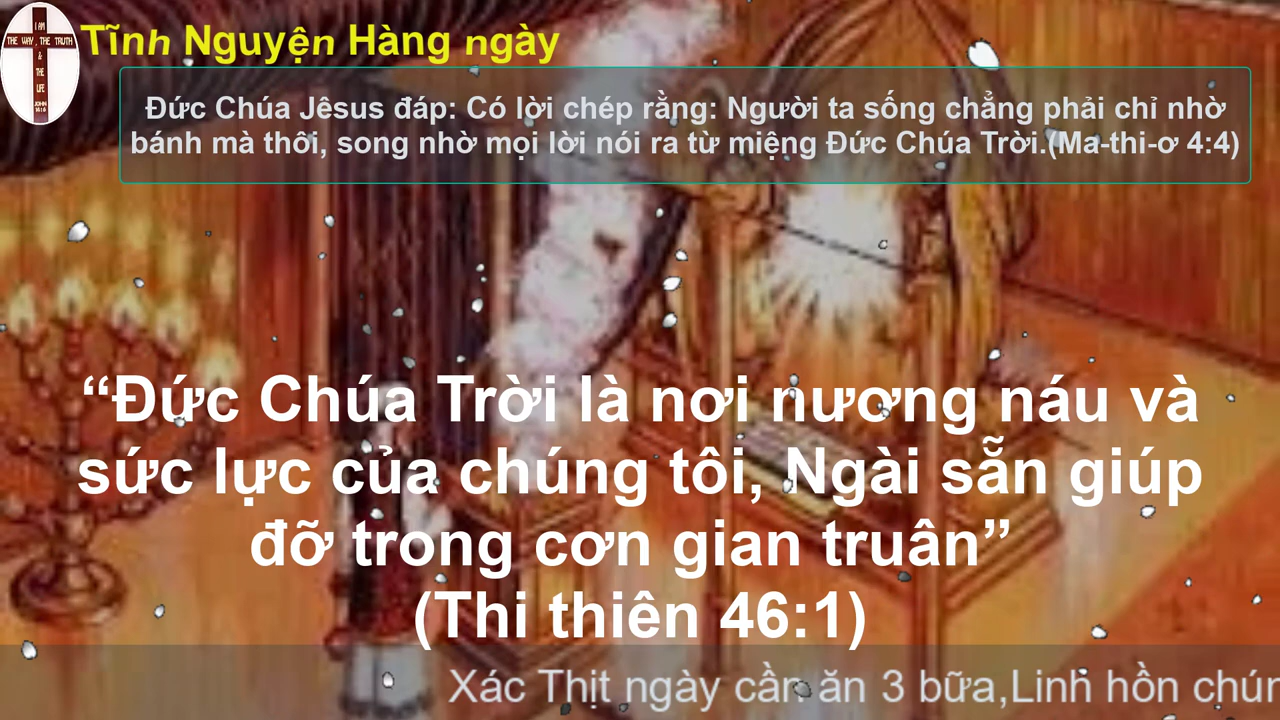 I AM
THE WAY , THE TRUTH
&
THE
LIFE
JOHN
Tĩnh Nguyện Hàng ngày
Đức Chúa Jêsus đáp: Có lời chép rằng: Người ta sống chẳng phải chỉ nhờ
bánh mà thôi, song nhờ mọi lời nói ra từ miệng Đức Chúa Trời.(Ma-thi-ơ 4:4)
“Đức Chúa Trời là nơi nương náu và
sức lực của chúng tôi, Ngài sẵn giúp
đỡ trong cơn gian truân”
(Thi thiên 46:1)
Xác Thịt ngày cần ăn 3 bữa,Linh hồn chún